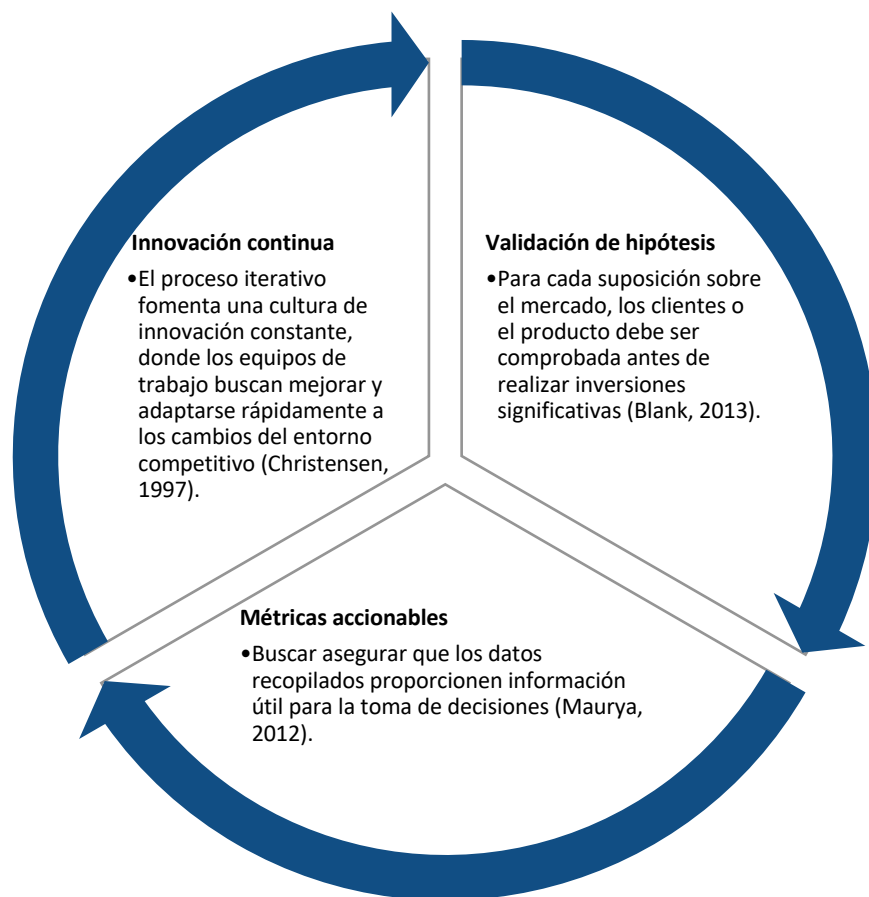 Innovación continua
•El proceso iterativo
fomenta una cultura de
innovación constante,
donde los equipos de
trabajo buscan mejorar y
adaptarse rápidamente a
los cambios del entorno
competitivo (Christensen,
1997).
Validación de hipótesis
•Para cada suposición sobre
el mercado, los clientes o
el producto debe ser
comprobada antes de
realizar inversiones
significativas (Blank, 2013).
Métricas accionables
•Buscar asegurar que los datos
recopilados proporcionen información
útil para la toma de decisiones (Maurya,
2012).